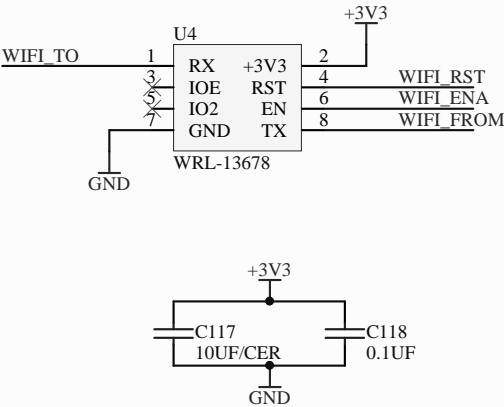 +3V3
U4
WIFI_TO 1 RX +3V3 2
3 IOE RST 4 WIFI_RST
5 IO2 EN 6 WIFI_ENA
7 GND TX 8 WIFI_FROM
WRL-13678
GND
+3V3
C117 C118
10UF/CER 0.1UF
GND